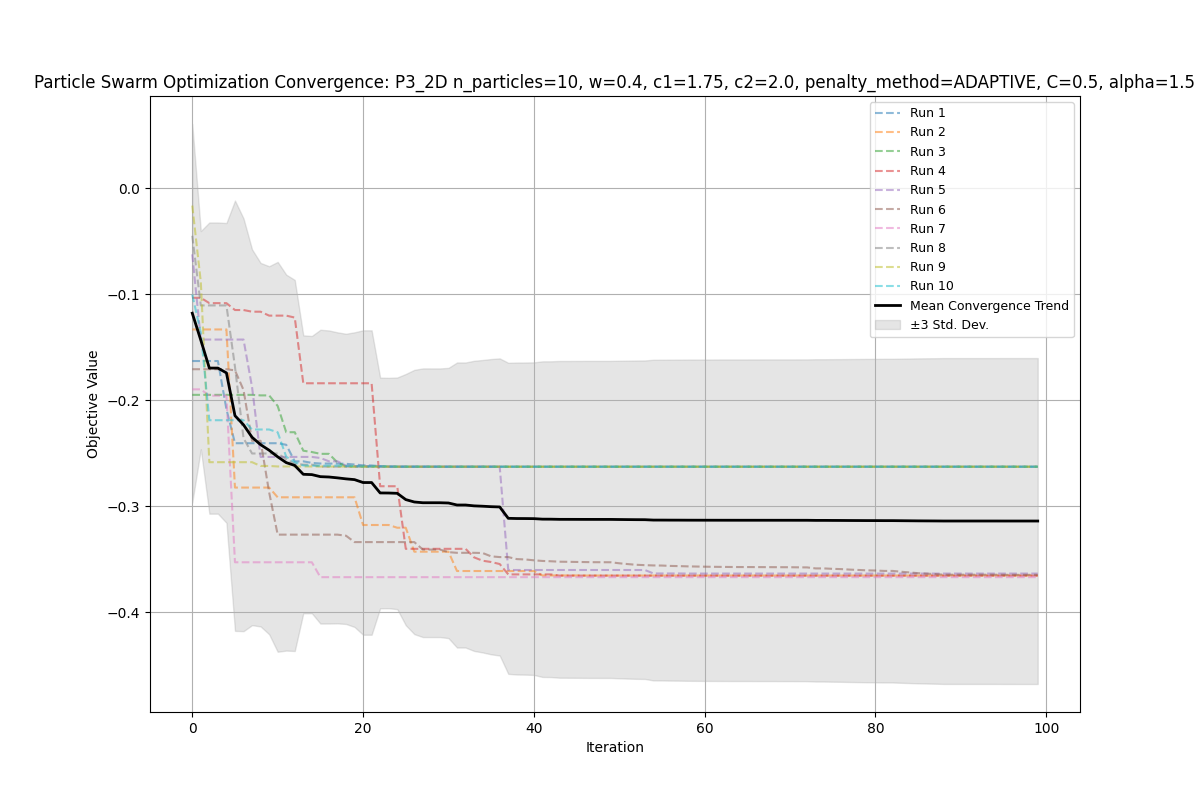 Particle Swarm Optimization Convergence: P3_2D n_particles=10, w=0.4, c1=1.75, c2=2.0, penalty_method=ADAPTIVE, C=0.5, alpha=1.5
Run 1
Run 2
Run 3
Run 4
Run 5
Run 6
Run 7
Run 8
Run 9
Run 10
Mean Convergence Trend
±3 Std. Dev.
Objective Value
0.0
−0.1
−0.2
−0.3
−0.4
0 20 40 60 80 100
Iteration